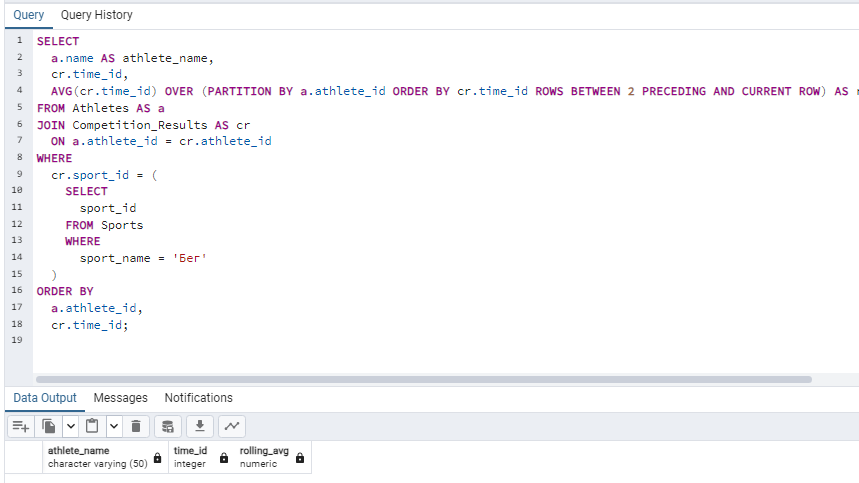 Query Query History
1 SELECT
2 a.name AS athlete_name,
3 cr.time_id,
4 AVG(cr.time_id) OVER (PARTITION BY a.athlete_id ORDER BY cr.time_id ROWS BETWEEN 2 PRECEDING AND CURRENT ROW) AS
5 FROM Athletes AS a
6 JOIN Competition_Results AS cr
7 ON a.athlete_id = cr.athlete_id
8 WHERE
9 cr.sport_id = (
10 SELECT
11 sport_id
12 FROM Sports
13 WHERE
14 sport_name = 'Бег'
15 )
16 ORDER BY
17 a.athlete_id,
18 cr.time_id;
19
Data Output Messages Notifications
athlete_name time_id rolling_avg
character varying (50) integer numeric